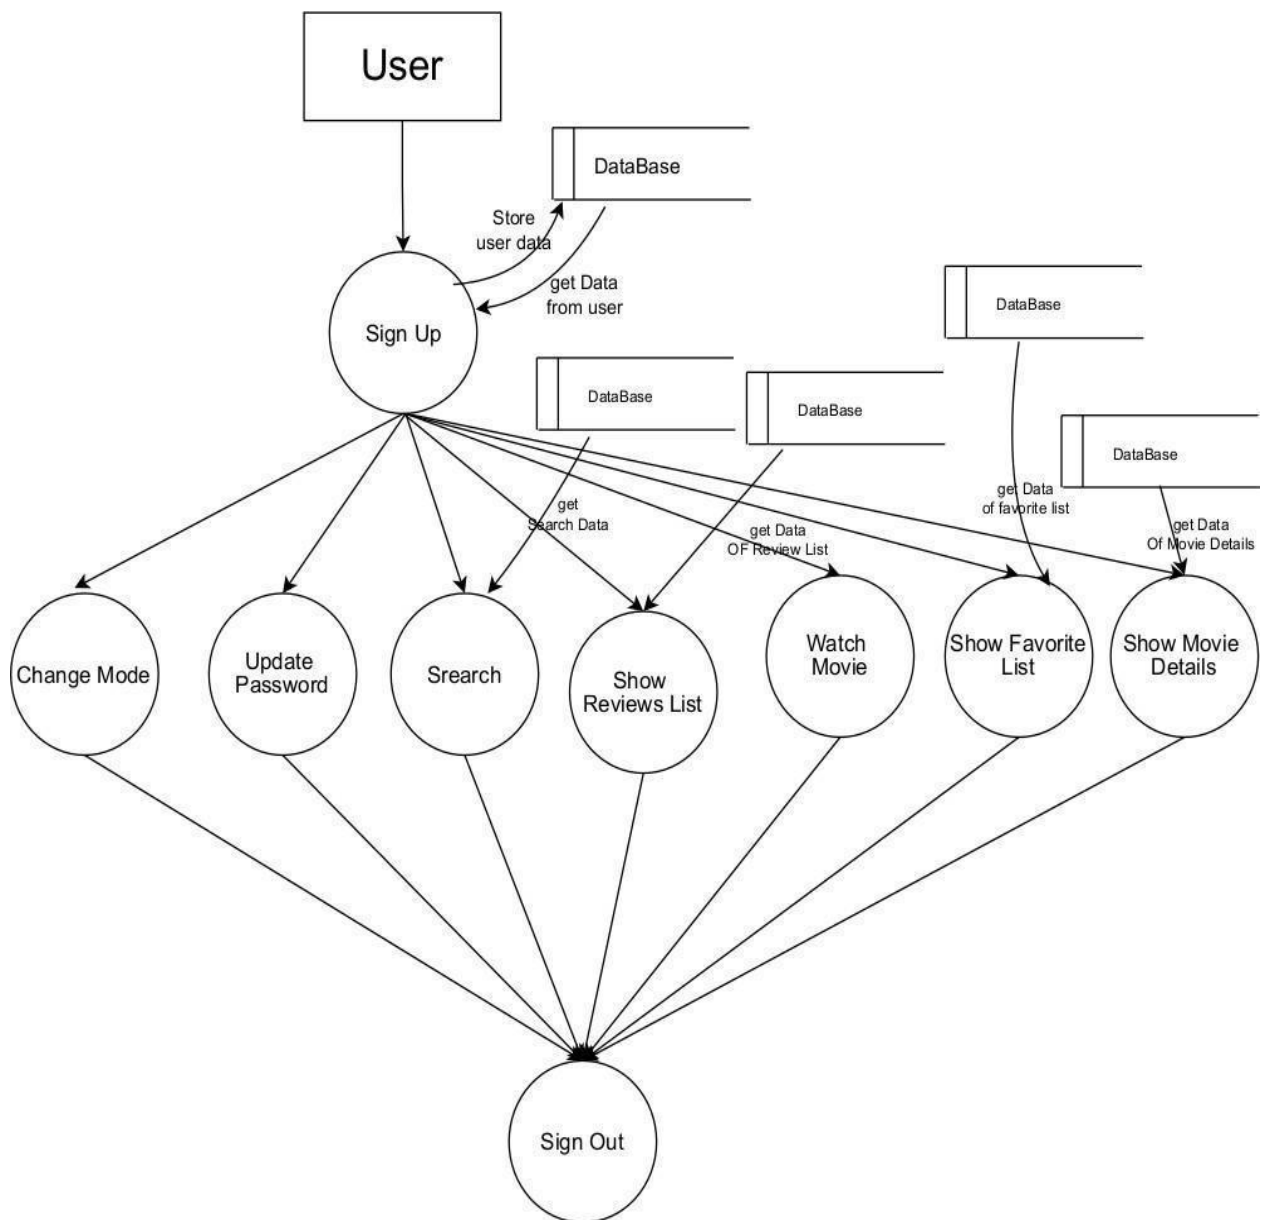 User
DataBase
Store
user data
get Data
from user
Sign Up
DataBase
DataBase
DataBase
DataBase
get
Search Data
get Data
OF Review List
get Data
of favorite list
get Data
Of Movie Details
Change Mode
Update
Password
Srearch
Show
Reviews List
Watch
Movie
Show Favorite
List
Show Movie
Details
Sign Out